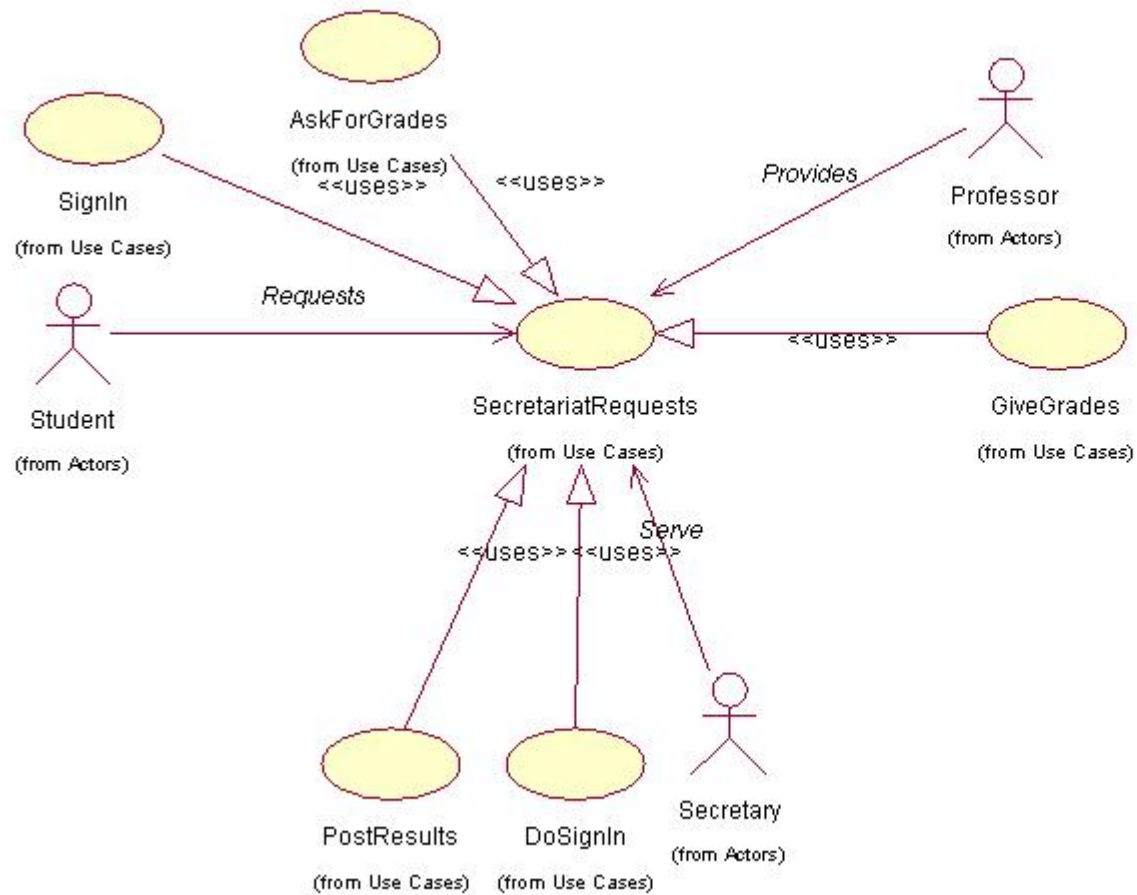 AskForGrades
(from Use Cases)
<<uses>>
<<uses>>
SignIn
(from Use Cases)
Provides
Professor
(from Actors)
Requests
Student
(from Actors)
<<uses>>
SecretariatRequests
(from Use Cases)
GiveGrades
(from Use Cases)
Serve
<<uses>>
<<uses>>
PostResults
(from Use Cases)
DoSignIn
(from Use Cases)
Secretary
(from Actors)